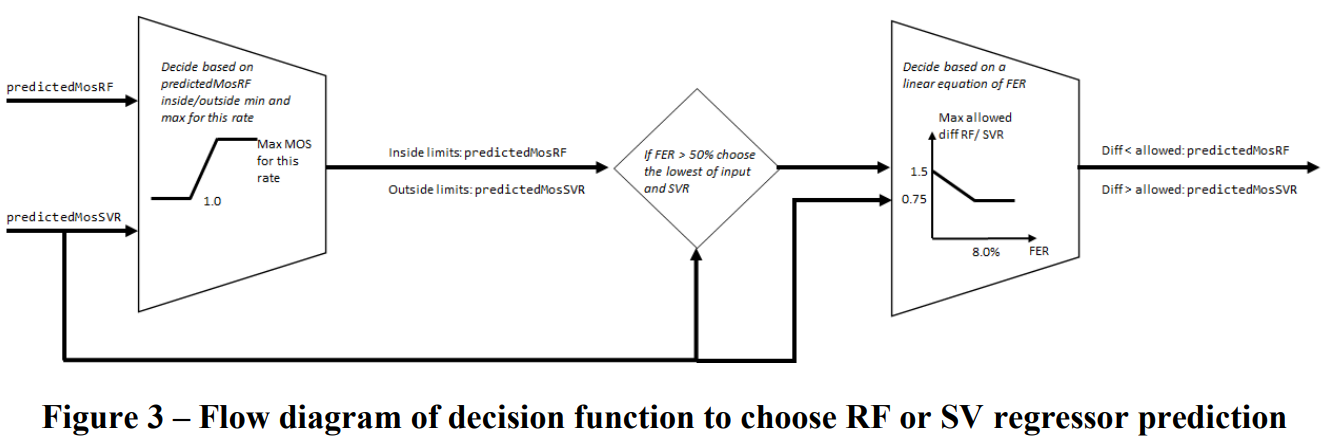 predictedMosRF
predictedMosSVR
Decide based on
predictedMosRF
inside/outside min and
max for this rate
Max MOS
for this
rate
1.0
Inside limits: predictedMosRF
Outside limits: predictedMosSVR
If FER > 50% choose
the lowest of input
and SVR
Decide based on a
linear equation of FER
Max allowed
diff RF/ SVR
1.5
0.75
8.0%
FER
Diff < allowed: predictedMosRF
Diff > allowed: predictedMosSVR
Figure 3 – Flow diagram of decision function to choose RF or SV regressor prediction